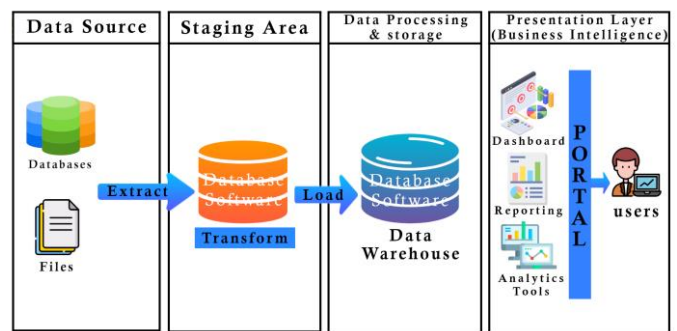 Data Source
Databases
Files
Extract
Staging Area
Database
Software
Transform
Load
Data Processing
& storage
Database
Software
Data
Warehouse
Presentation Layer
(Business Intelligence)
Dashboard
Reporting
Analytics
Tools
PORTAL
users